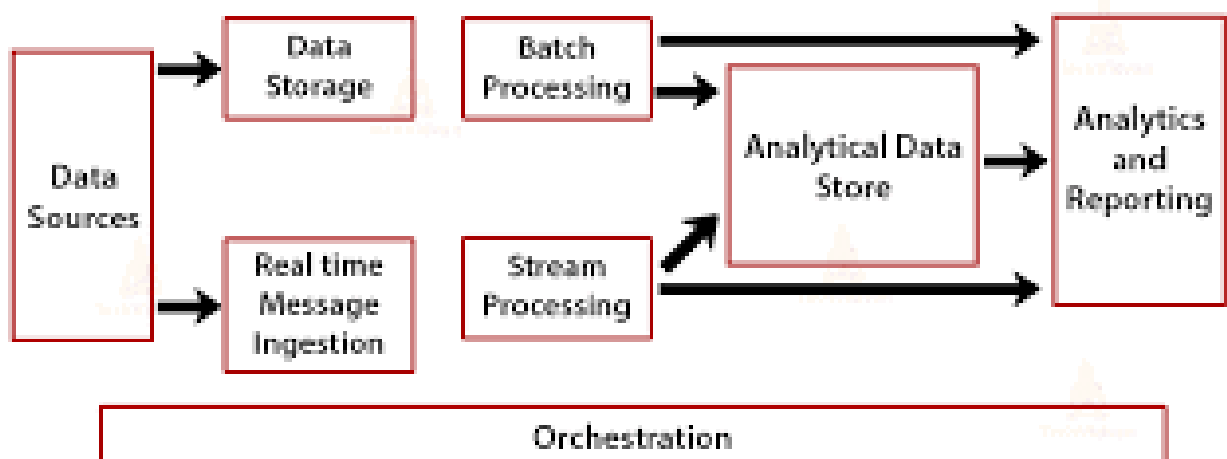 Data
Sources
Data
Storage
Real time
Message
Ingestion
Batch
Processing
Stream
Processing
Analytical Data
Store
Analytics
and
Reporting
Orchestration